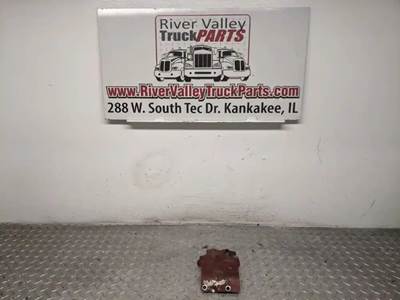 River Valley
TruckPARTS
www.RiverValleyTruckParts.com
288 W. South Tec Dr. Kankakee, IL